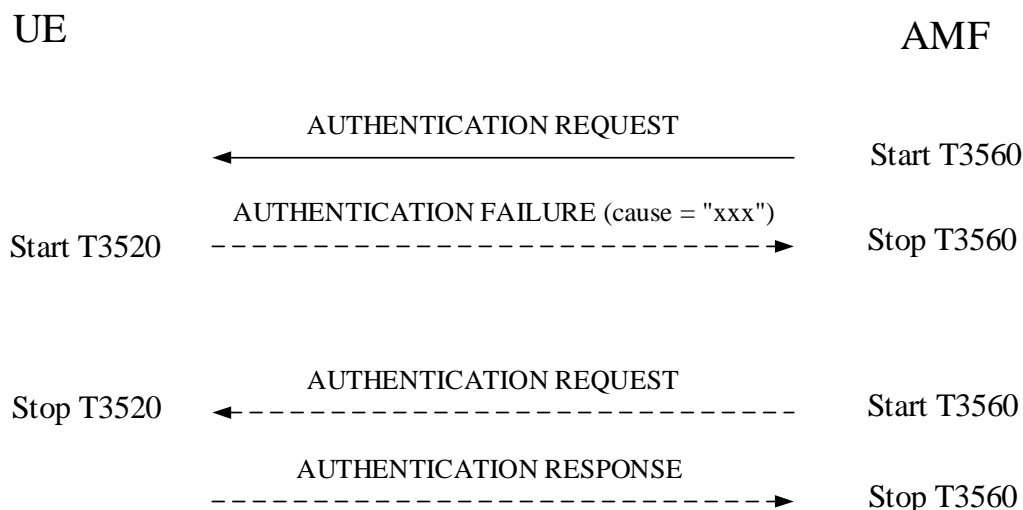 UE
AMF
AUTHENTICATION REQUEST
Start T3560
AUTHENTICATION FAILURE (cause = "xxx")
Start T3520
Stop T3560
AUTHENTICATION REQUEST
Stop T3520
Start T3560
AUTHENTICATION RESPONSE
Stop T3560